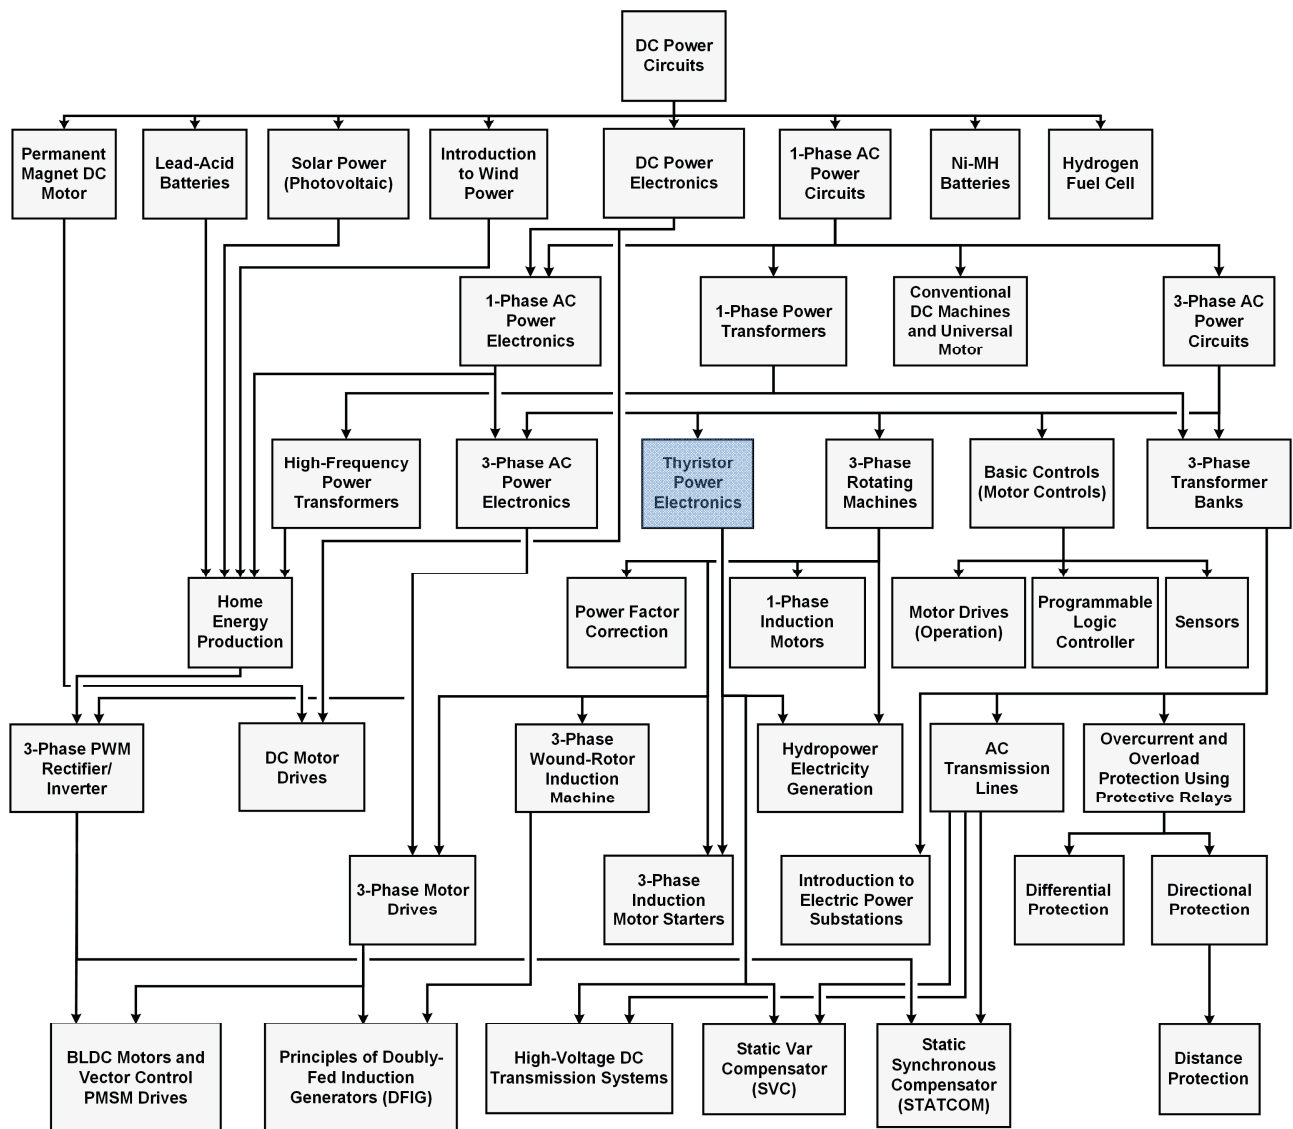 DC Power
Circuits
Permanent
Magnet DC
Motor
Lead-Acid
Batteries
Solar Power
(Photovoltaic)
Introduction
to Wind
Power
DC Power
Electronics
1-Phase AC
Power
Circuits
Ni-MH
Batteries
Hydrogen
Fuel Cell
1-Phase AC
Power
Electronics
1-Phase Power
Transformers
Conventional
DC Machines
and Universal
Motor
3-Phase AC
Power
Circuits
High-Frequency
Power
Transformers
3-Phase AC
Power
Electronics
Thyristor
Power
Electronics
3-Phase
Rotating
Machines
Basic Controls
(Motor Controls)
3-Phase
Transformer
Banks
Home
Energy
Production
Power Factor
Correction
1-Phase
Induction
Motors
Motor Drives
(Operation)
Programmable
Logic
Controller
Sensors
3-Phase PWM
Rectifier/
Inverter
DC Motor
Drives
3-Phase
Wound-Rotor
Induction
Machine
Hydropower
Electricity
Generation
AC
Transmission
Lines
Overcurrent and
Overload
Protection Using
Protective Relays
3-Phase Motor
Drives
3-Phase
Induction
Motor Starters
Introduction to
Electric Power
Substations
Differential
Protection
Directional
Protection
BLDC Motors and
Vector Control
PMSM Drives
Principles of Doubly-
Fed Induction
Generators (DFIG)
High-Voltage DC
Transmission Systems
Static Var
Compensator
(SVC)
Static
Synchronous
Compensator
(STATCOM)
Distance
Protection